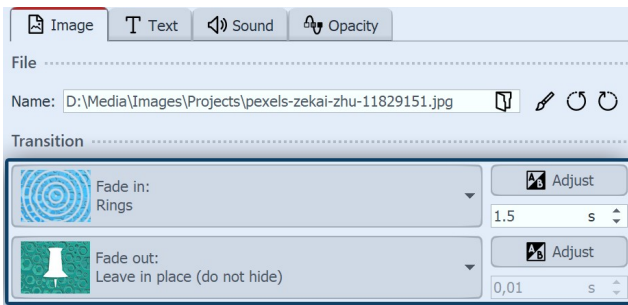 Image Text Sound Opacity
File
Name: D:\Media\Images\Projects\pexels-zekai-zhu-11829151.jpg
Transition
Fade in:
Rings
Adjust
1.5 s
Fade out:
Leave in place (do not hide)
Adjust
0,01 s